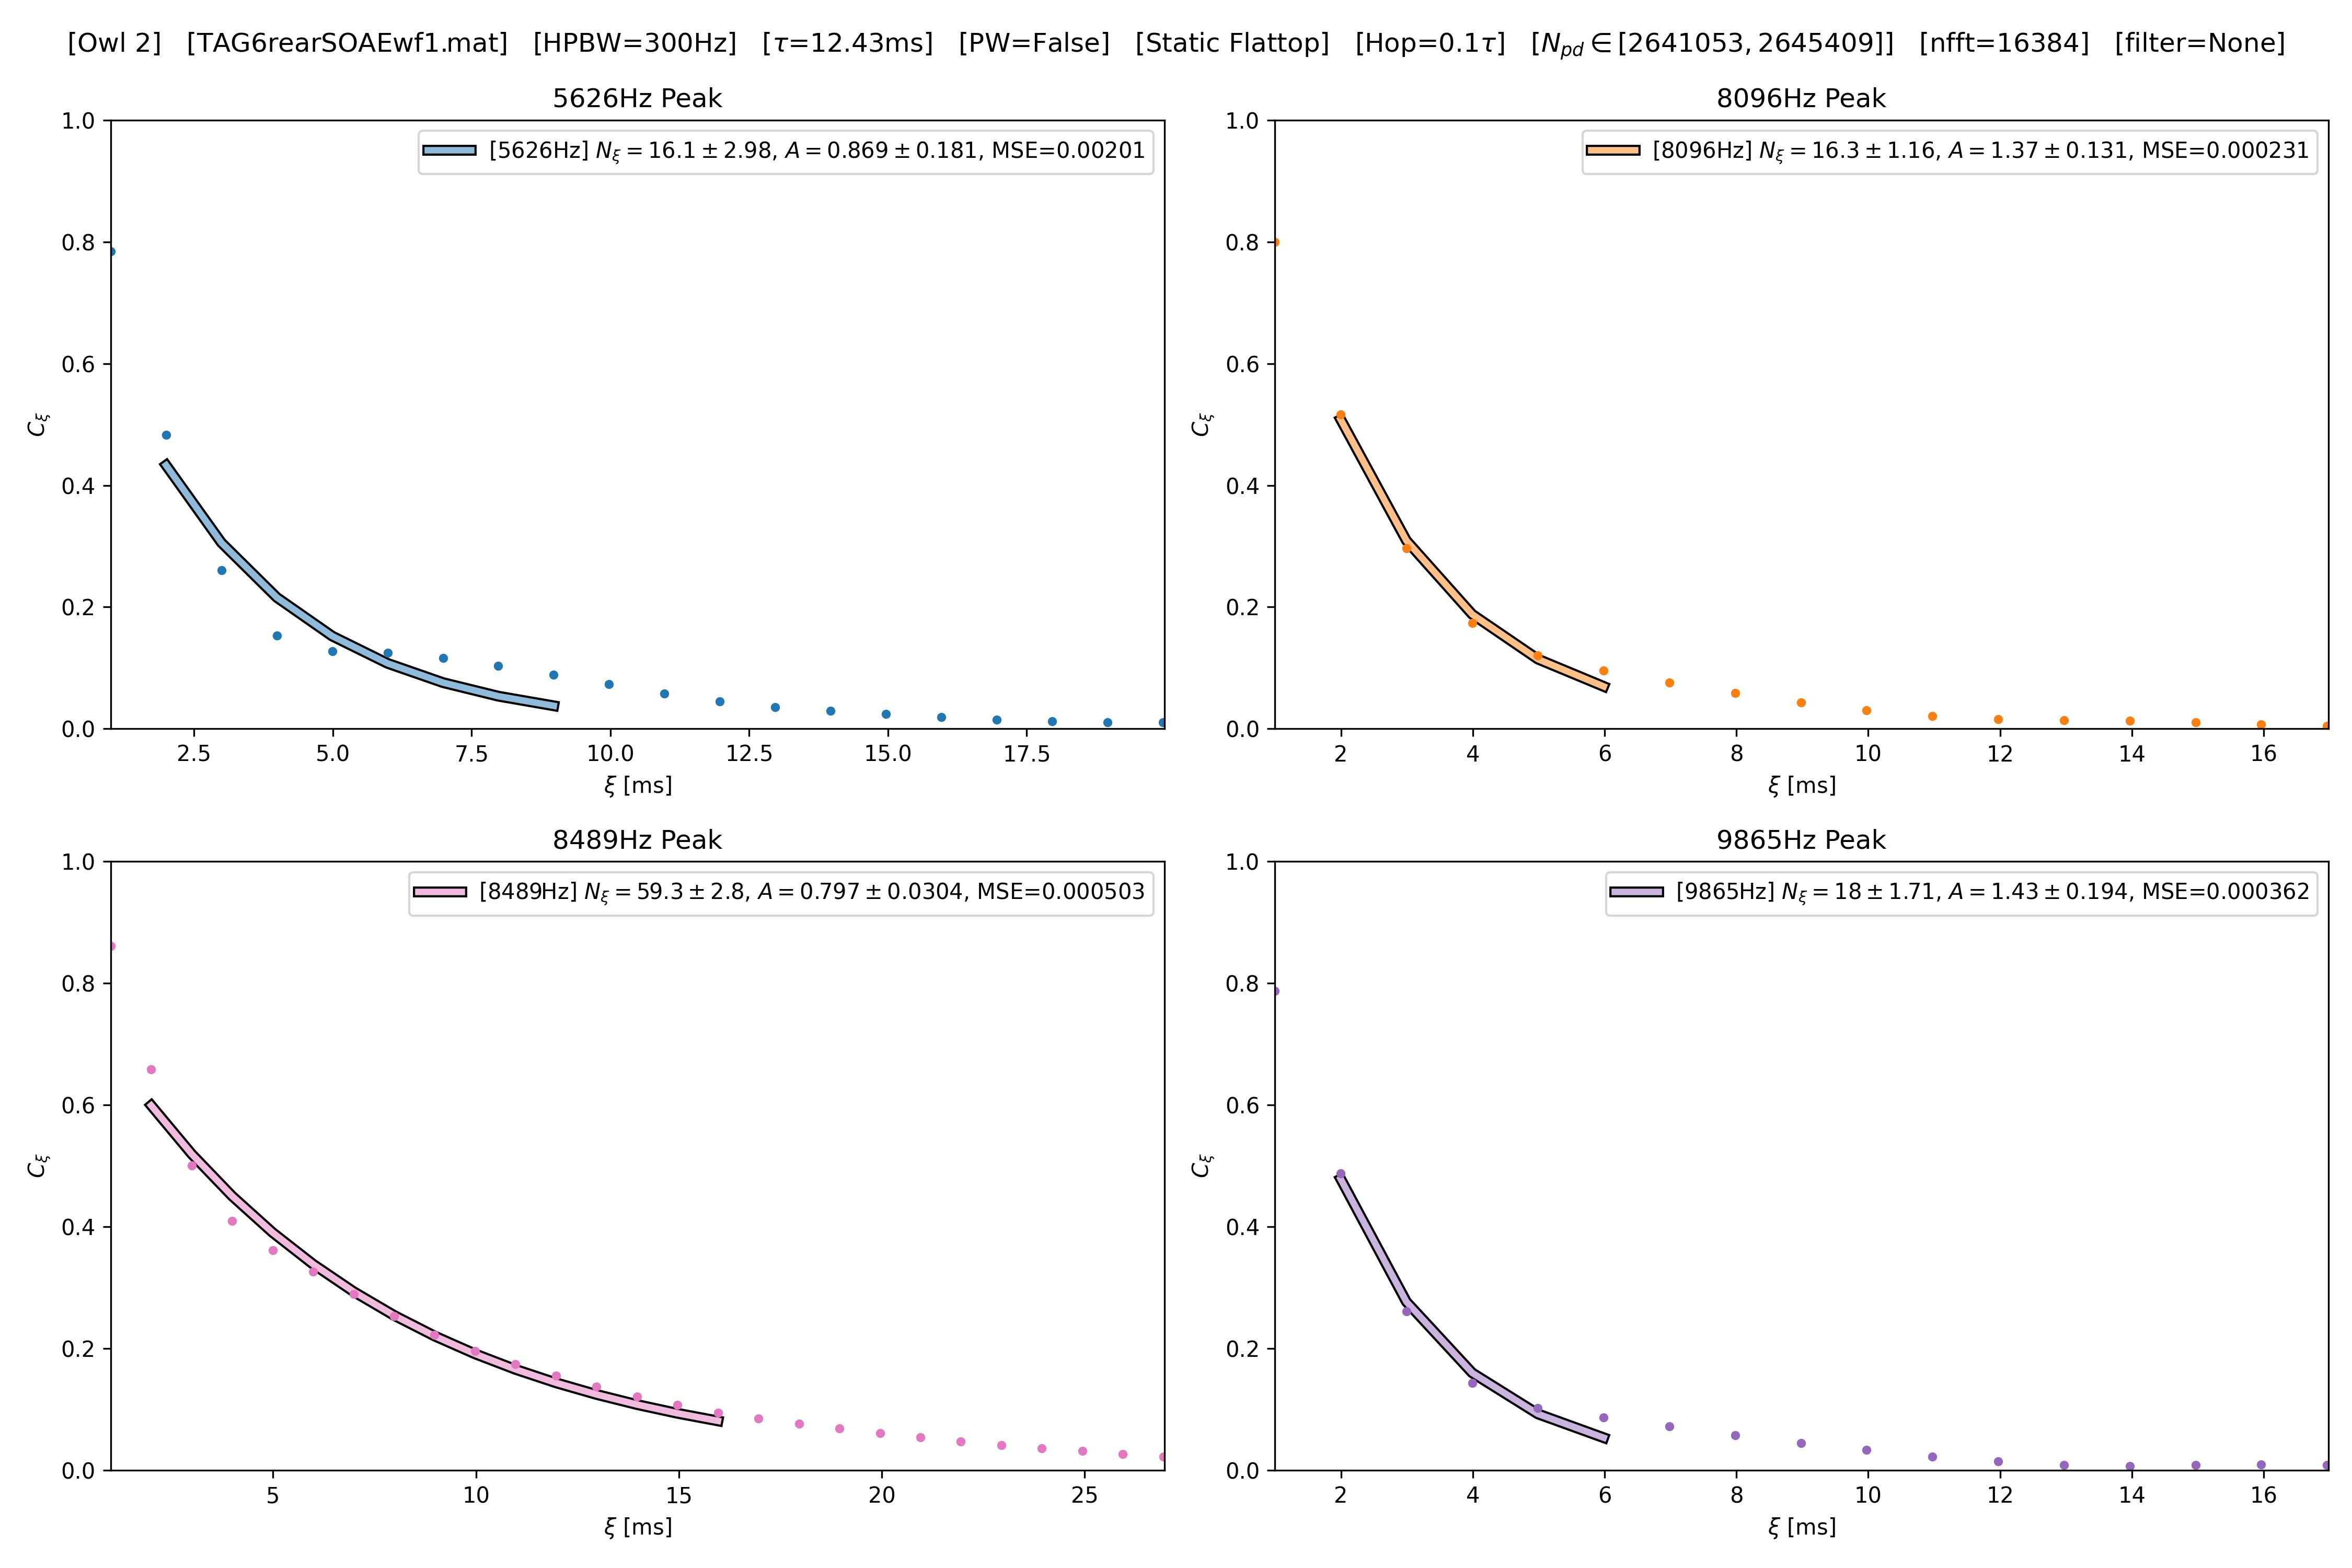 [Owl 2] [TAG6rearSOAEwf1.mat] [HPBW=300Hz] [τ=12.43ms] [PW=False] [Static Flattop] [Hop=0.1τ] [N_pd ∈ [2641053, 2645409]] [nfft=16384] [filter=None]
5626Hz Peak
[5626Hz] N_ξ = 16.1 ± 2.98, A = 0.869 ± 0.181, MSE=0.00201
1.0
0.8
0.6
0.4
0.2
0.0
C_ξ
2.5 5.0 7.5 10.0 12.5 15.0 17.5
ξ [ms]
8096Hz Peak
[8096Hz] N_ξ = 16.3 ± 1.16, A = 1.37 ± 0.131, MSE=0.000231
1.0
0.8
0.6
0.4
0.2
0.0
C_ξ
2 4 6 8 10 12 14 16
ξ [ms]
8489Hz Peak
[8489Hz] N_ξ = 59.3 ± 2.8, A = 0.797 ± 0.0304, MSE=0.000503
1.0
0.8
0.6
0.4
0.2
0.0
C_ξ
5 10 15 20 25
ξ [ms]
9865Hz Peak
[9865Hz] N_ξ = 18 ± 1.71, A = 1.43 ± 0.194, MSE=0.000362
1.0
0.8
0.6
0.4
0.2
0.0
C_ξ
2 4 6 8 10 12 14 16
ξ [ms]